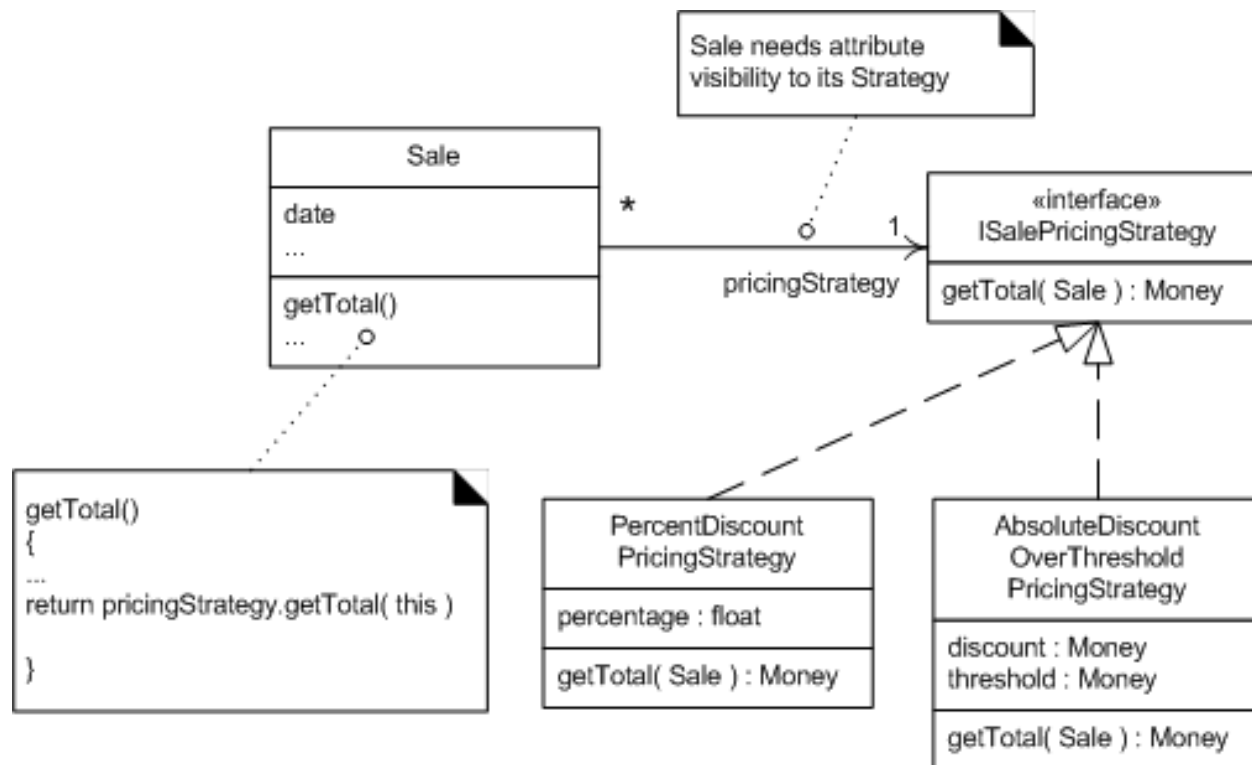 Sale needs attribute
visibility to its Strategy
Sale
date
...
getTotal()
...
*
1
pricingStrategy
«interface»
ISalePricingStrategy
getTotal( Sale ) : Money
getTotal()
{
...
return pricingStrategy.getTotal( this )
}
PercentDiscount
PricingStrategy
percentage : float
getTotal( Sale ) : Money
AbsoluteDiscount
OverThreshold
PricingStrategy
discount : Money
threshold : Money
getTotal( Sale ) : Money